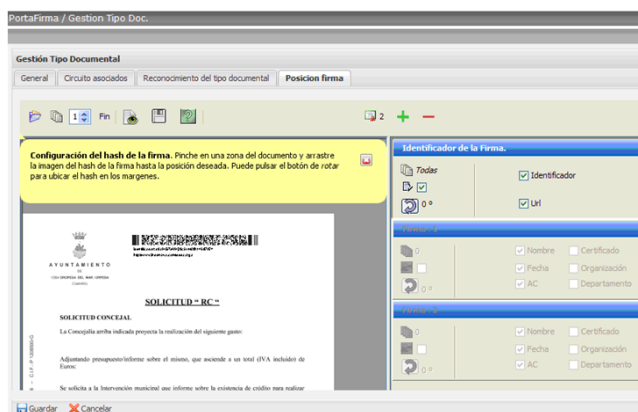 PortaFirma / Gestion Tipo Doc.
Gestión Tipo Documental
General Circuito asociados Reconocimiento del tipo documental Posicion firma
1 Fin 2
Configuración del hash de la firma. Pinche en una zona del documento y arrastre
la imagen del hash de la firma hasta la posición deseada. Puede pulsar el botón de rotar
para ubicar el hash en los margenes.
AYUNTAMIENTO
DE
SOLICITUD " RC "
SOLICITUD CONCEJAL
La Concejalía arriba indicada proyecta la realización del siguiente gasto:
Adjuntando presupuesto/informe sobre el mismo, que asciende a un total (IVA incluido) de
Euros:
Se solicita a la Intervención municipal que informe sobre la existencia de crédito para realizar
Identificador de la Firma.
Todas
Identificador
0 º
Url
0
Nombre Certificado
Fecha Organización
0 º
AC Departamento
0
Nombre Certificado
Fecha Organización
0 º
AC Departamento
Guardar Cancelar